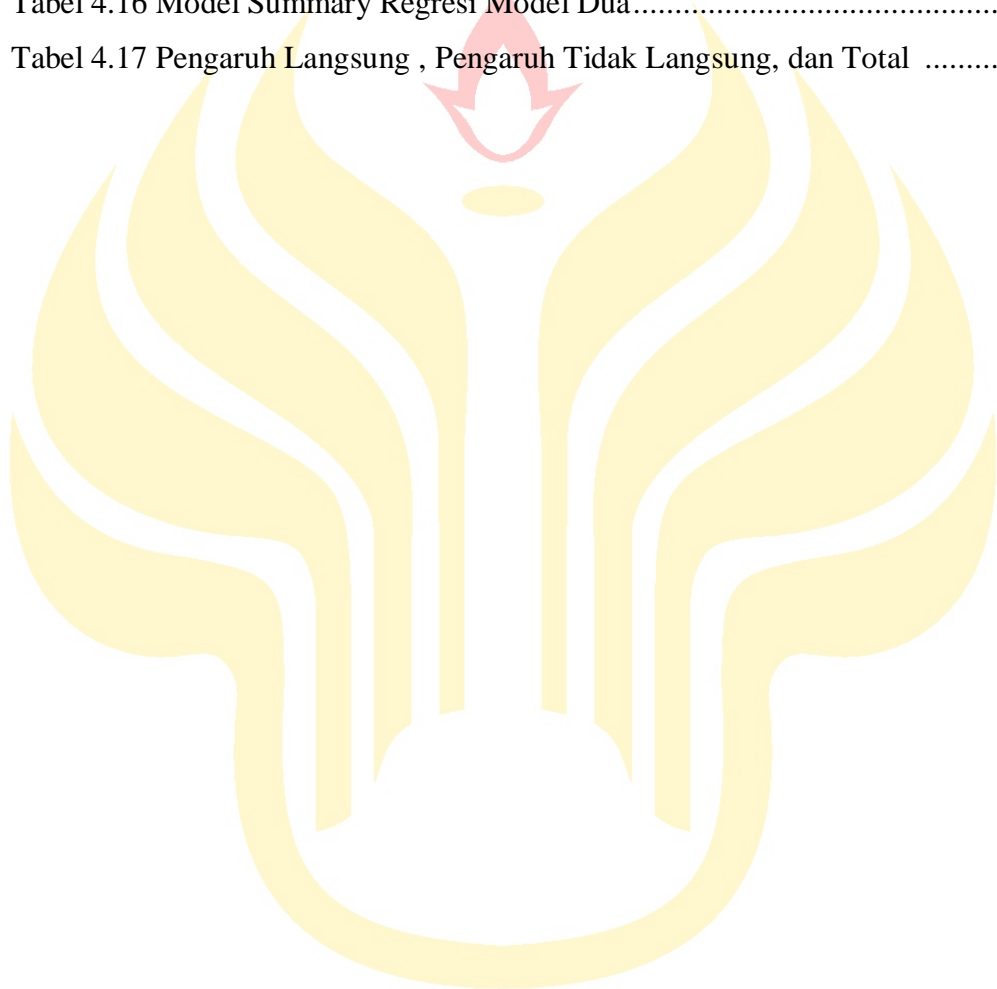 Tabel 4.16 Model Summary Regresi Model Dua...........................................
Tabel 4.17 Pengaruh Langsung , Pengaruh Tidak Langsung, dan Total .........